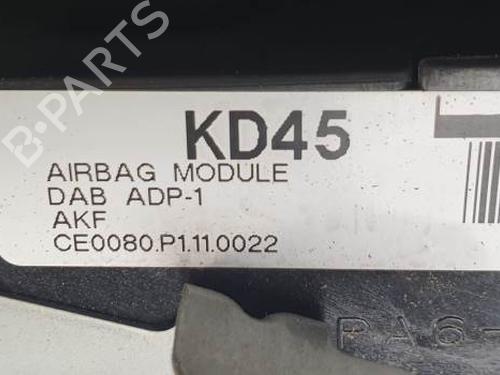 B-PARTS
KD45
AIRBAG MODULE
DAB ADP-1
AKF
CE0080.P1.11.0022
PA6-